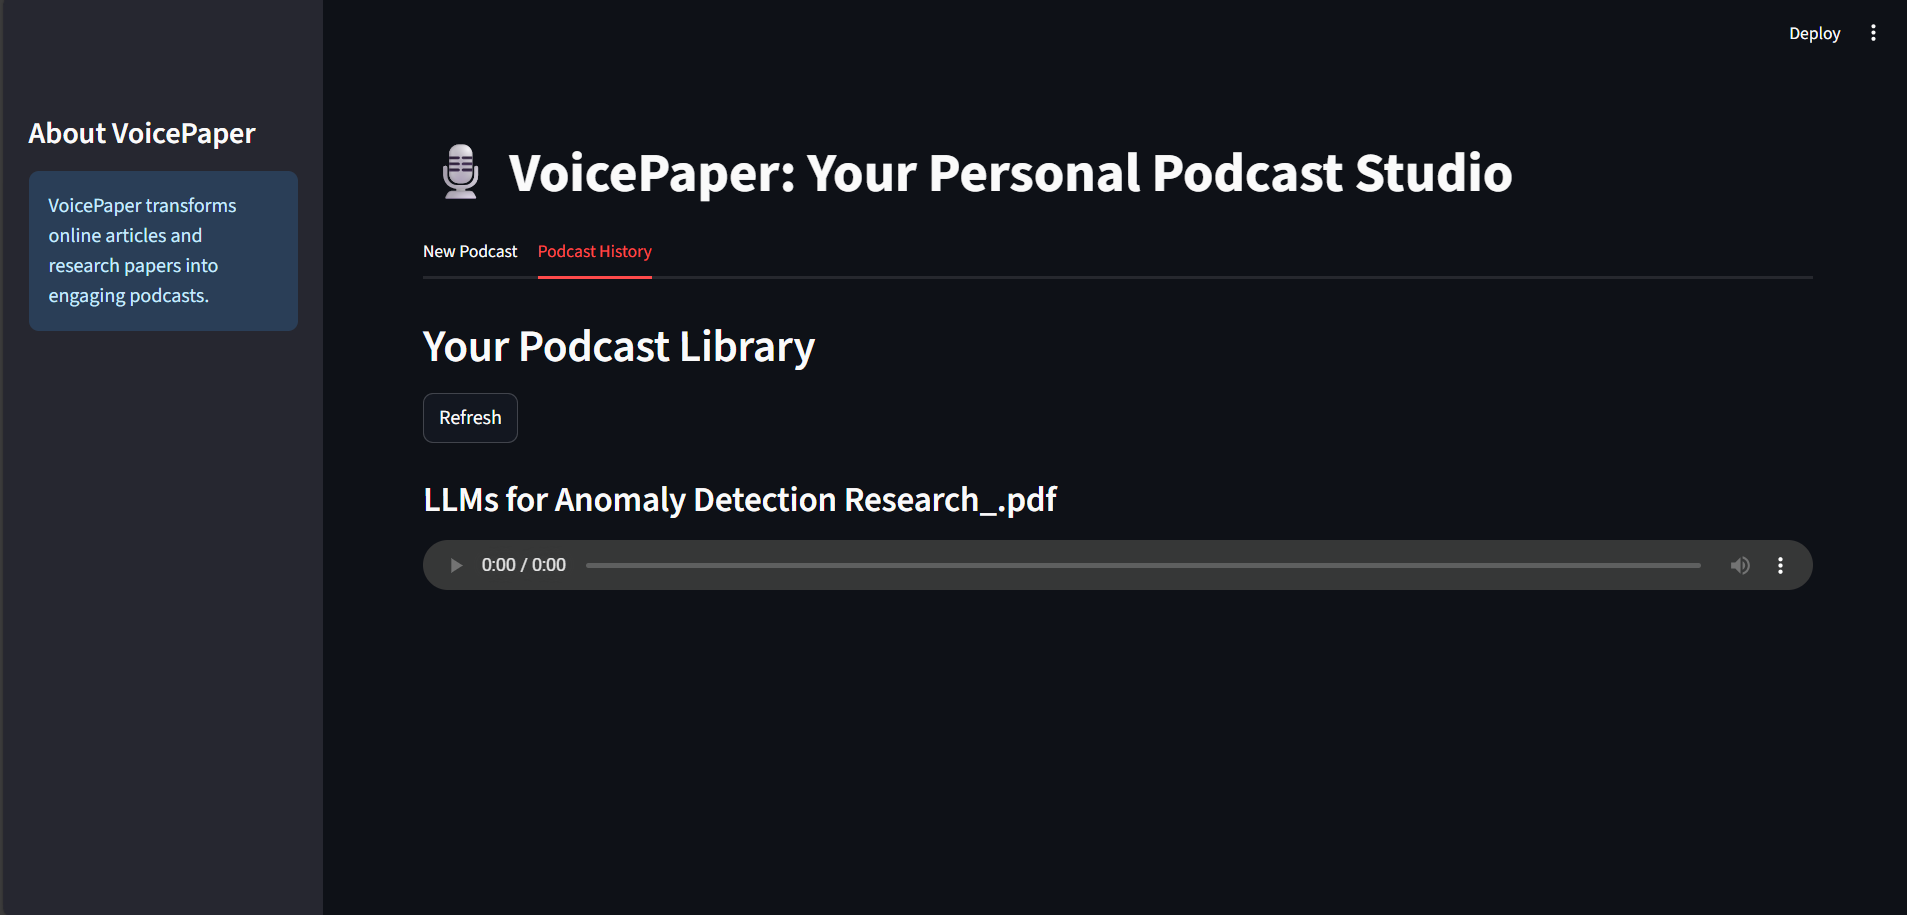 Deploy
About VoicePaper
VoicePaper transforms
online articles and
research papers into
engaging podcasts.
VoicePaper: Your Personal Podcast Studio
New Podcast Podcast History
Your Podcast Library
Refresh
LLMs for Anomaly Detection Research_.pdf
0:00 / 0:00